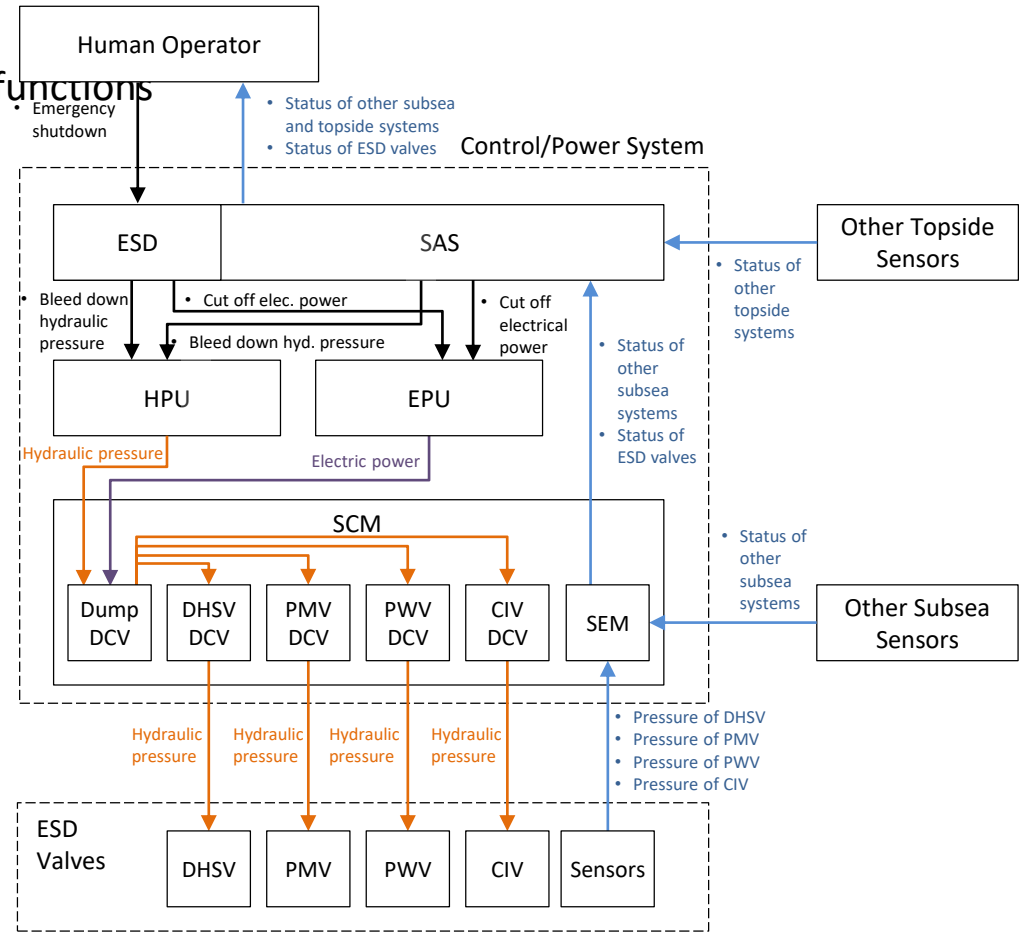 Human Operator
functions
• Emergency
shutdown
• Status of other subsea
and topside systems
• Status of ESD valves
Control/Power System
ESD
SAS
Other Topside
Sensors
• Status of
other
topside
systems
• Bleed down
hydraulic
pressure
• Cut off elec. power
• Bleed down hyd. pressure
• Cut off
electrical
power
• Status of
other
subsea
systems
• Status of
ESD valves
HPU
EPU
Hydraulic pressure
Electric power
SCM
• Status of
other
subsea
systems
Dump
DCV
DHSV
DCV
PMV
DCV
PWV
DCV
CIV
DCV
SEM
Other Subsea
Sensors
Hydraulic
pressure
Hydraulic
pressure
Hydraulic
pressure
Hydraulic
pressure
• Pressure of DHSV
• Pressure of PMV
• Pressure of PWV
• Pressure of CIV
ESD
Valves
DHSV
PMV
PWV
CIV
Sensors